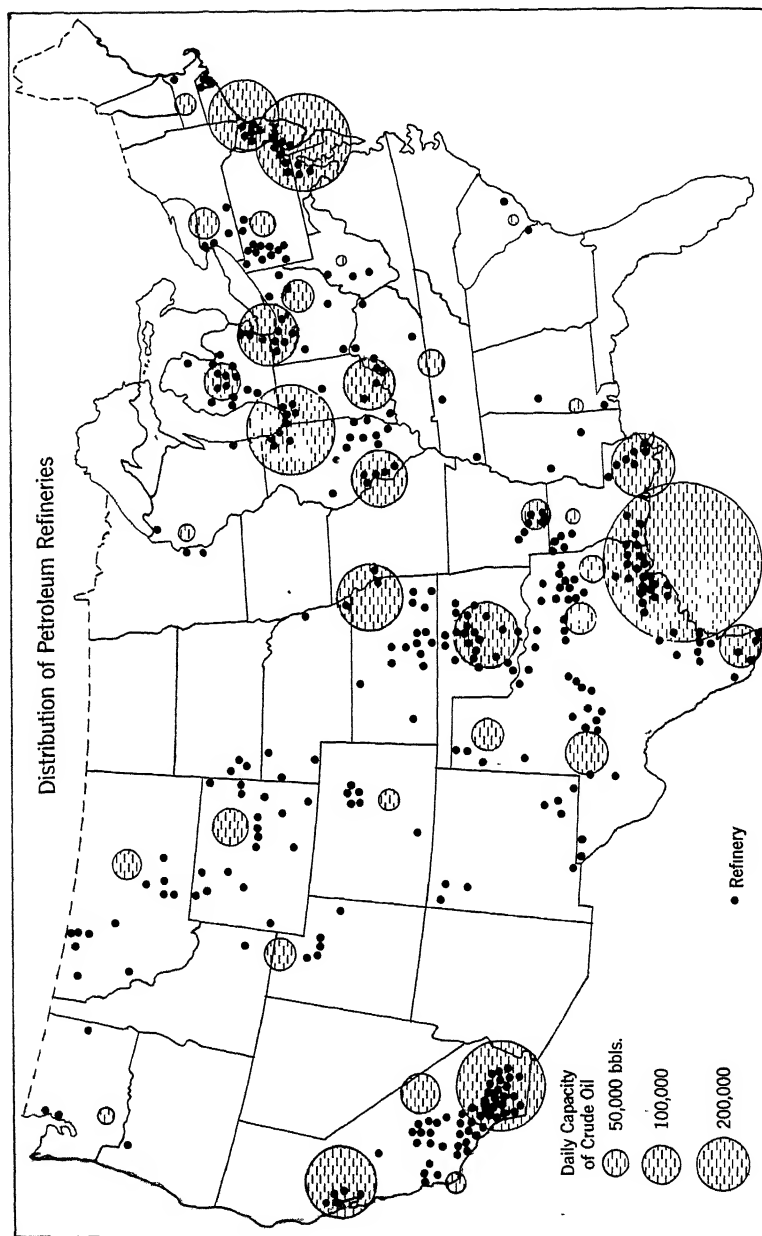 Distribution of Petroleum Refineries
Daily Capacity
of Crude Oil
50,000 bbls.
100,000
200,000
Refinery